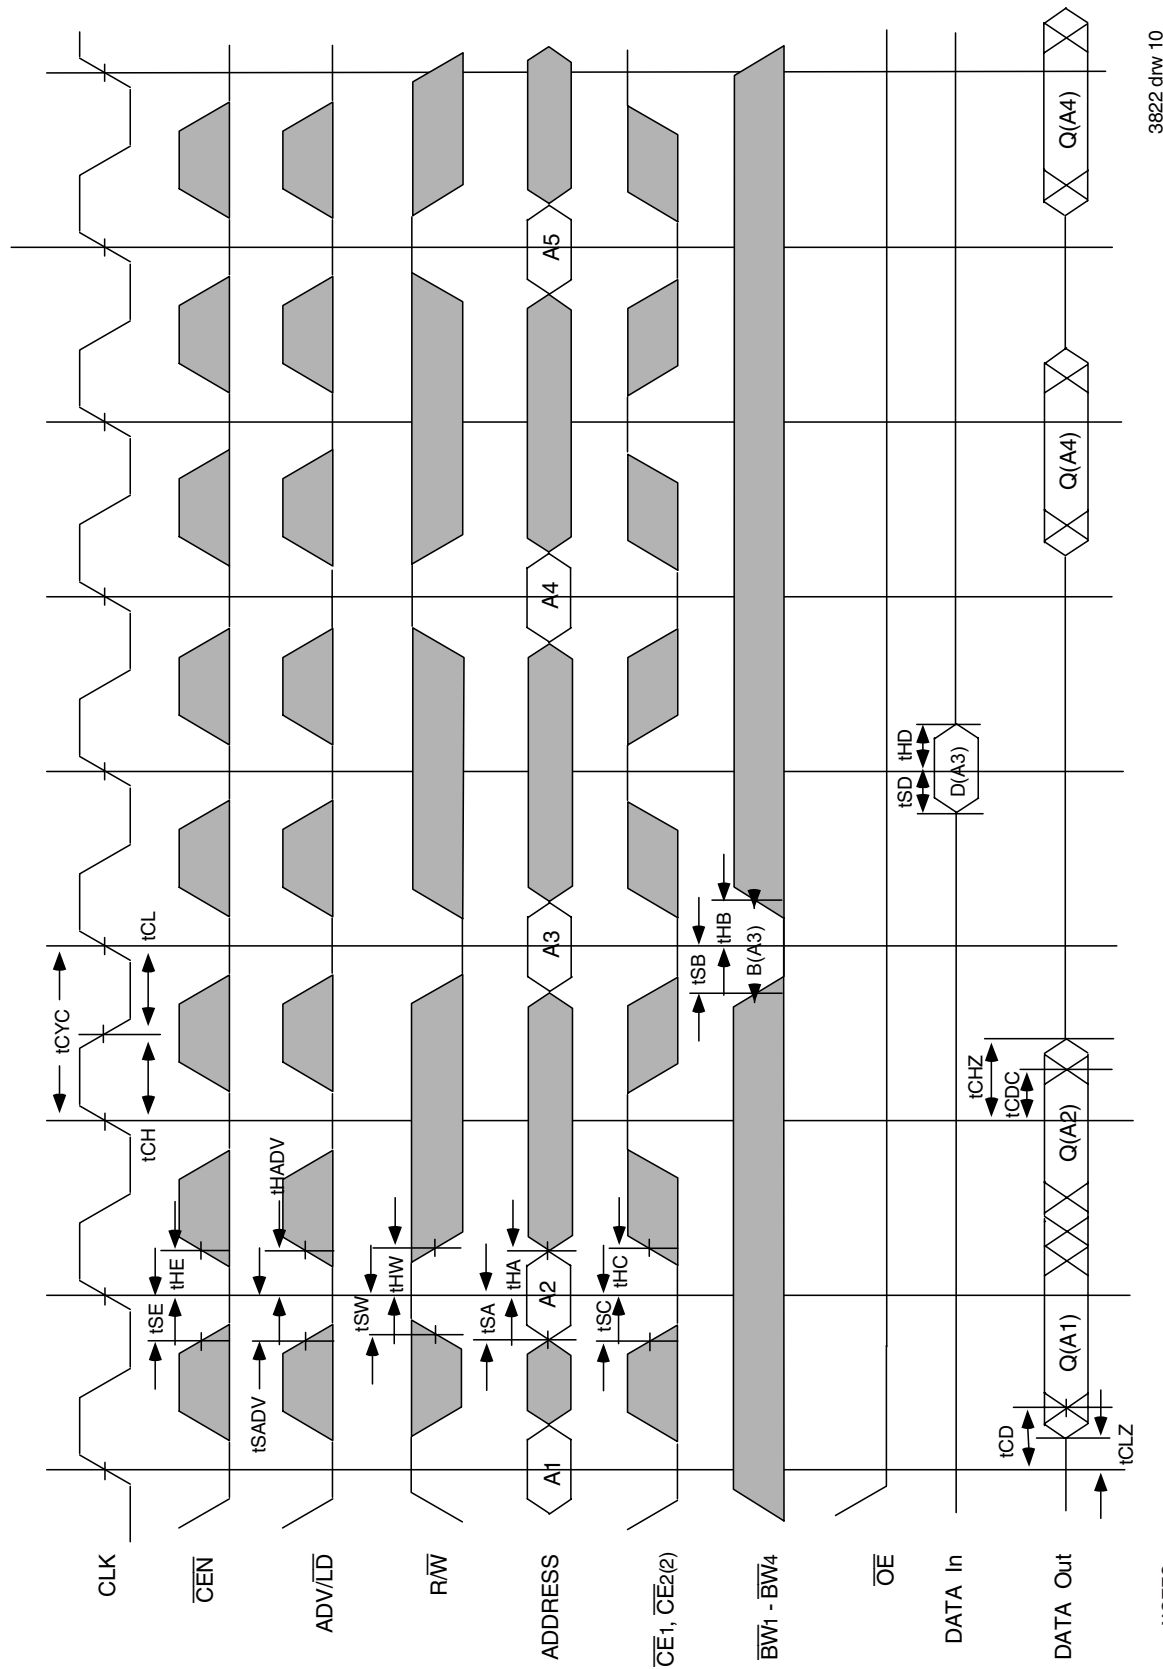 tCYC
CLK
tCH
tCL
tSE
tHE
CEN
tSADV
tHADV
ADV/LD
tSW
tHW
R/W
tSA
tHA
ADDRESS
A1
A2
A3
A4
A5
tSC
tHC
CE1, CE2(2)
tSB
tHB
BW1 - BW4
B(A3)
OE
tSD
tHD
DATA In
D(A3)
tCD
tCHZ
tCDC
DATA Out
Q(A1)
Q(A2)
Q(A4)
Q(A4)
tCLZ
3822 drw 10